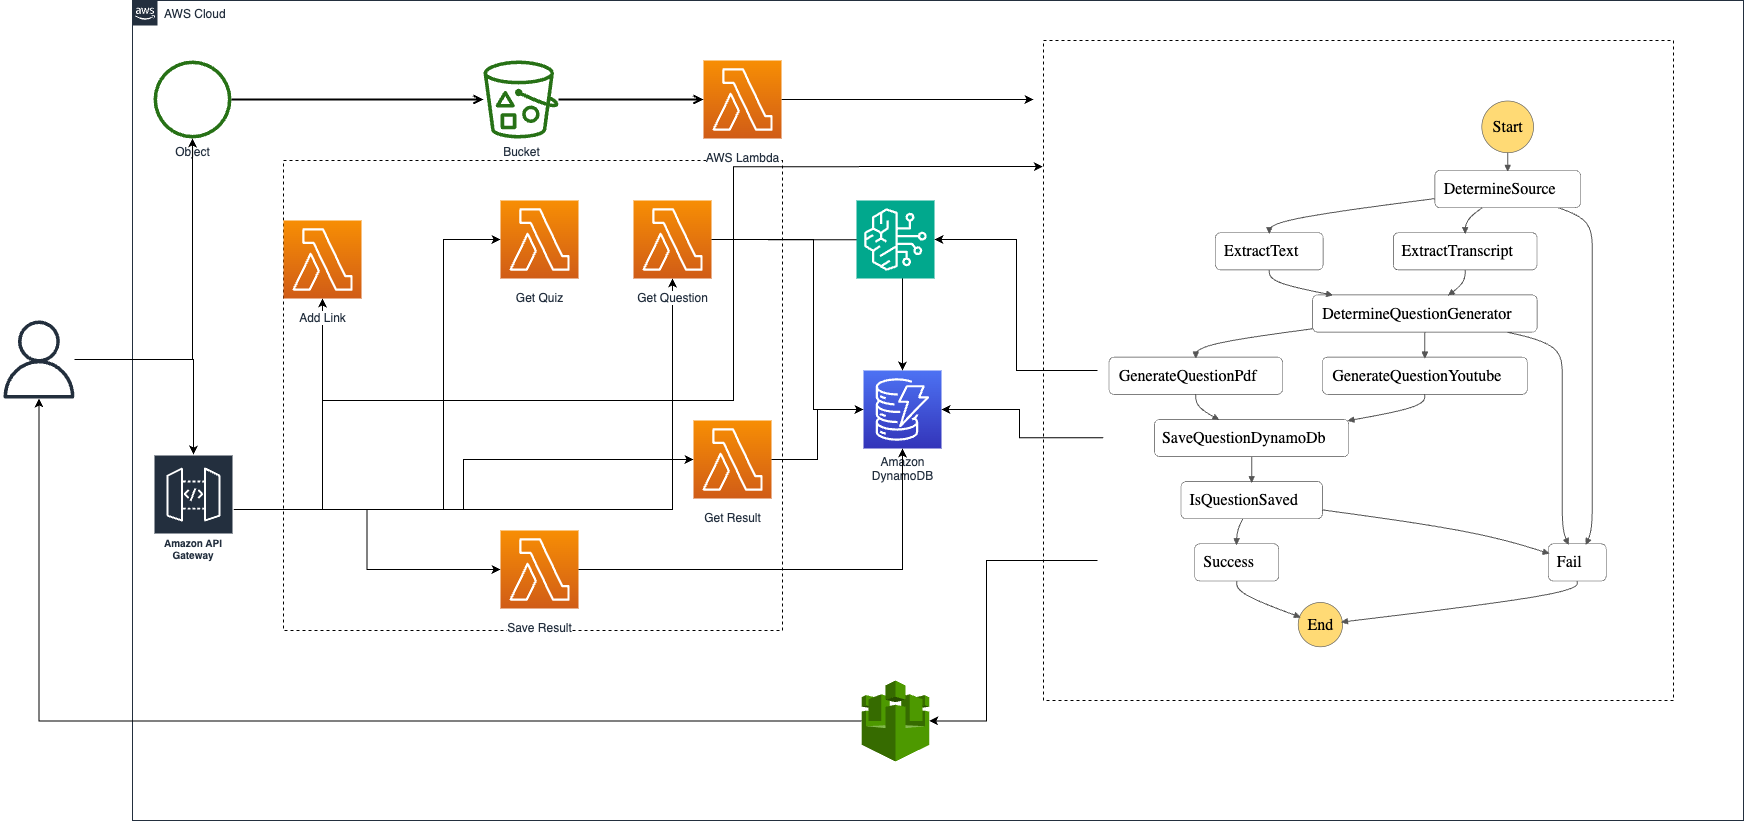 aws
AWS Cloud
Object
Bucket
AWS Lambda
Start
DetermineSource
ExtractText
ExtractTranscript
Get Quiz
Get Question
Add Link
DetermineQuestionGenerator
GenerateQuestionPdf
GenerateQuestionYoutube
SaveQuestionDynamoDb
Amazon
DynamoDB
</>
IsQuestionSaved
Get Result
Amazon API
Gateway
Success
Fail
Save Result
End